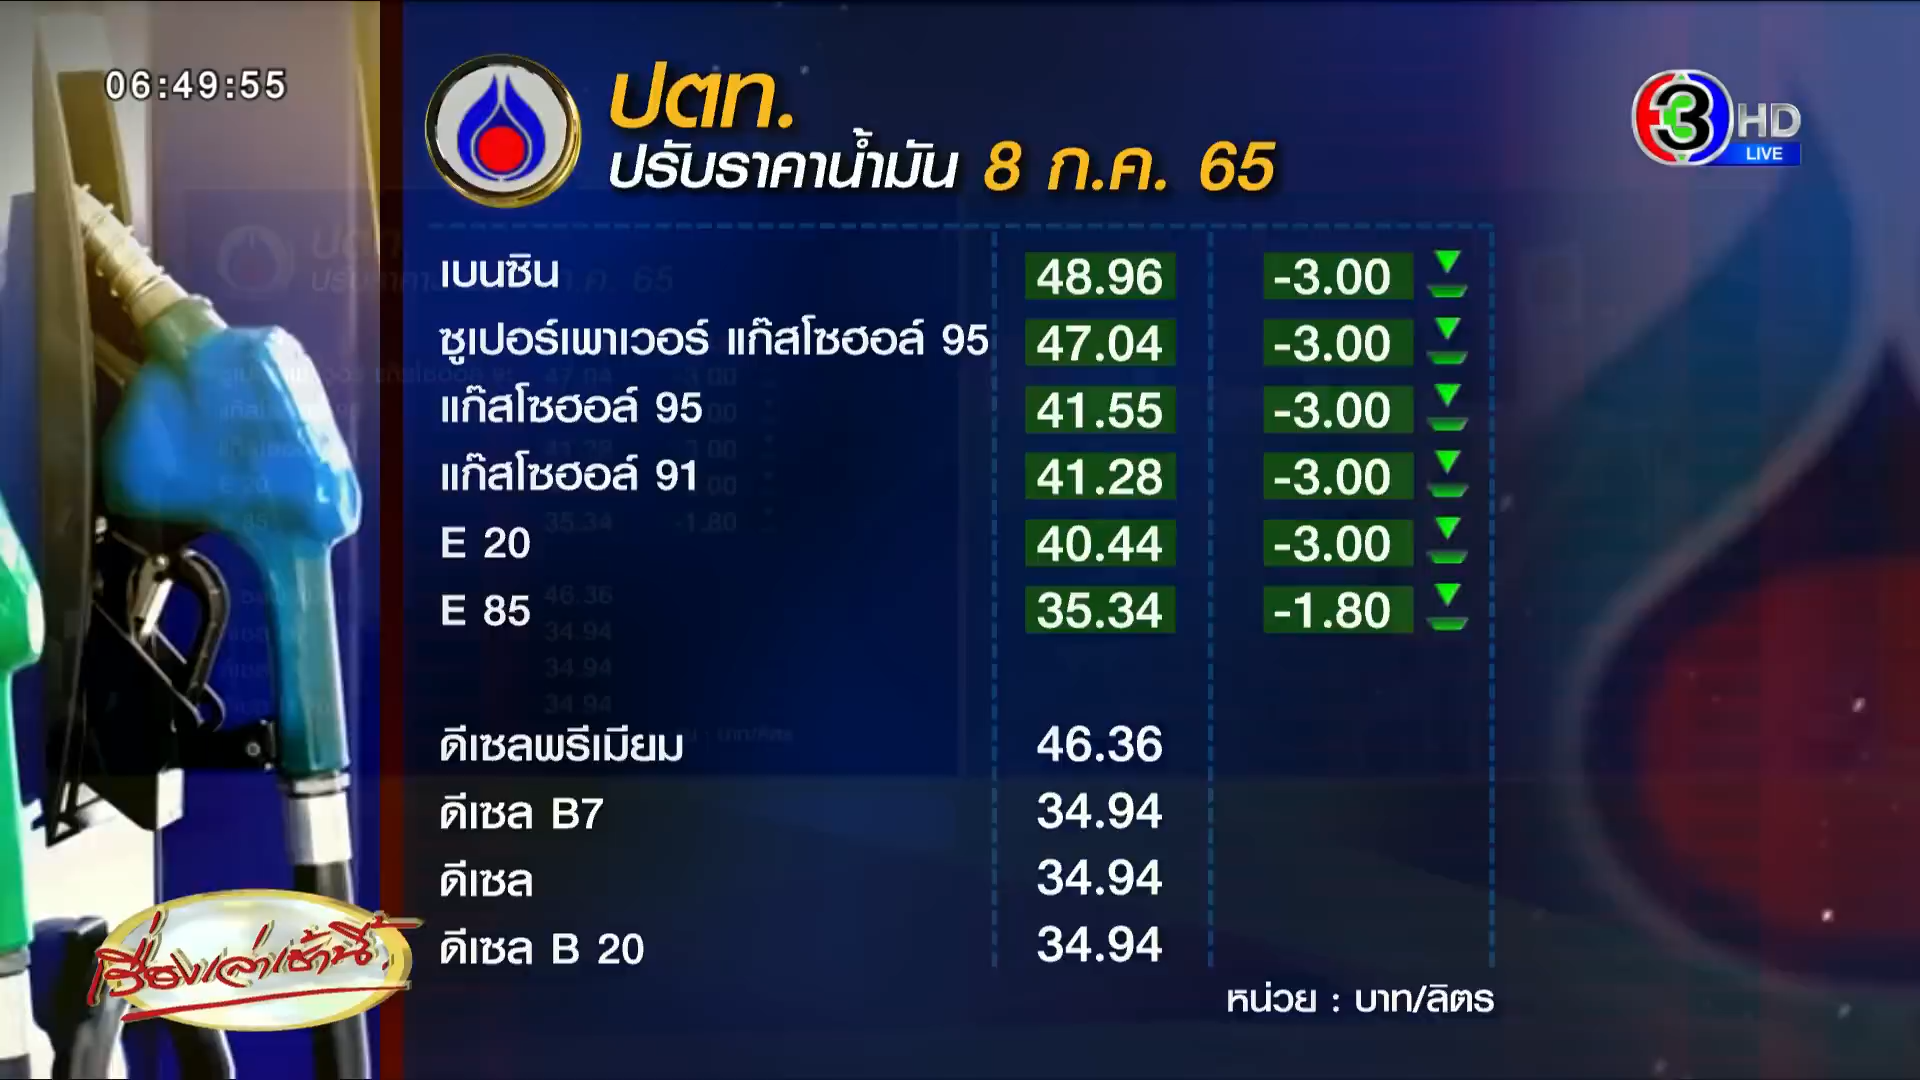 06:49:55
ปตท.
ปรับราคาน้ำมัน 8 ก.ค. 65
3 HD
LIVE
เบนซิน 48.96 -3.00
ซูเปอร์เพาเวอร์ แก๊สโซฮอล์ 95 47.04 -3.00
แก๊สโซฮอล์ 95 41.55 -3.00
แก๊สโซฮอล์ 91 41.28 -3.00
E 20 40.44 -3.00
E 85 35.34 -1.80
ดีเซลพรีเมียม 46.36
ดีเซล B7 34.94
ดีเซล 34.94
ดีเซล B 20 34.94
หน่วย : บาท/ลิตร
เรื่องเล่าเช้านี้